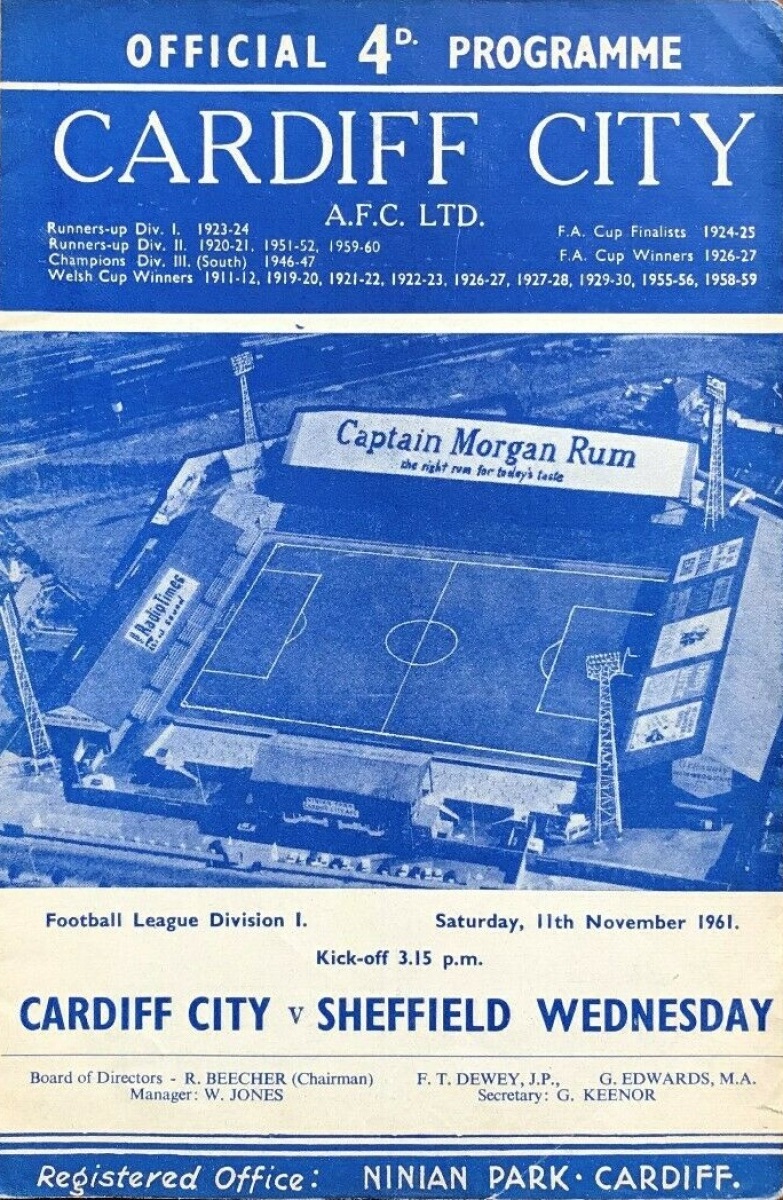 OFFICIAL 4D. PROGRAMME
CARDIFF CITY
A.F.C. LTD.
Runners-up Div. I. 1923-24
Runners-up Div. II. 1920-21, 1951-52, 1959-60
Champions Div. III. (South) 1946-47
F.A. Cup Finalists 1924-25
F.A. Cup Winners 1926-27
Welsh Cup Winners 1911-12, 1919-20, 1921-22, 1922-23, 1926-27, 1927-28, 1929-30, 1955-56, 1958-59
Captain Morgan Rum
the right rum for today's taste
Radio Times
Football League Division I. Saturday, 11th November 1961.
Kick-off 3.15 p.m.
CARDIFF CITY v SHEFFIELD WEDNESDAY
Board of Directors - R. BEECHER (Chairman) F. T. DEWEY, J.P., G. EDWARDS, M.A.
Manager: W. JONES Secretary: G. KEENOR
Registered Office: NINIAN PARK · CARDIFF.